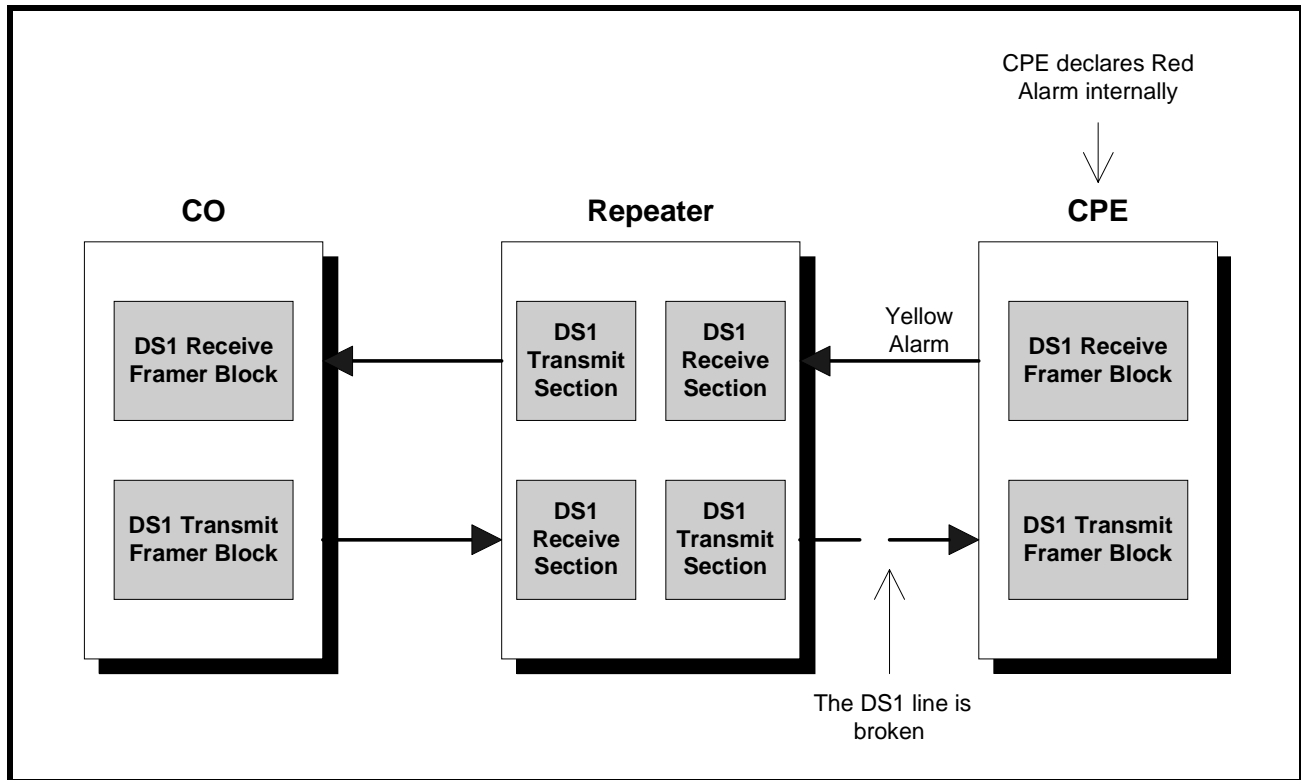 CPE declares Red
Alarm internally
CO
Repeater
CPE
DS1 Receive
Framer Block
DS1
Transmit
Section
DS1
Receive
Section
Yellow
Alarm
DS1 Receive
Framer Block
DS1 Transmit
Framer Block
DS1
Receive
Section
DS1
Transmit
Section
DS1 Transmit
Framer Block
The DS1 line is
broken